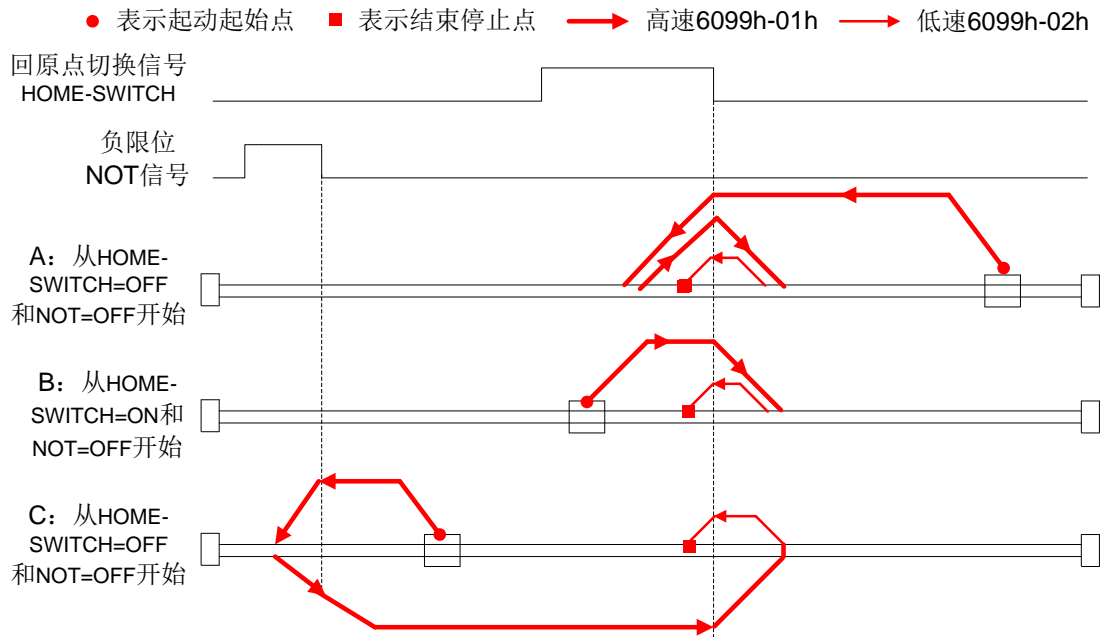 表示起动起始点 表示结束停止点 高速6099h-01h 低速6099h-02h
回原点切换信号
HOME-SWITCH
负限位
NOT信号
A：从HOME-
SWITCH=OFF
和NOT=OFF开始
B：从HOME-
SWITCH=ON和
NOT=OFF开始
C：从HOME-
SWITCH=OFF
和NOT=OFF开始